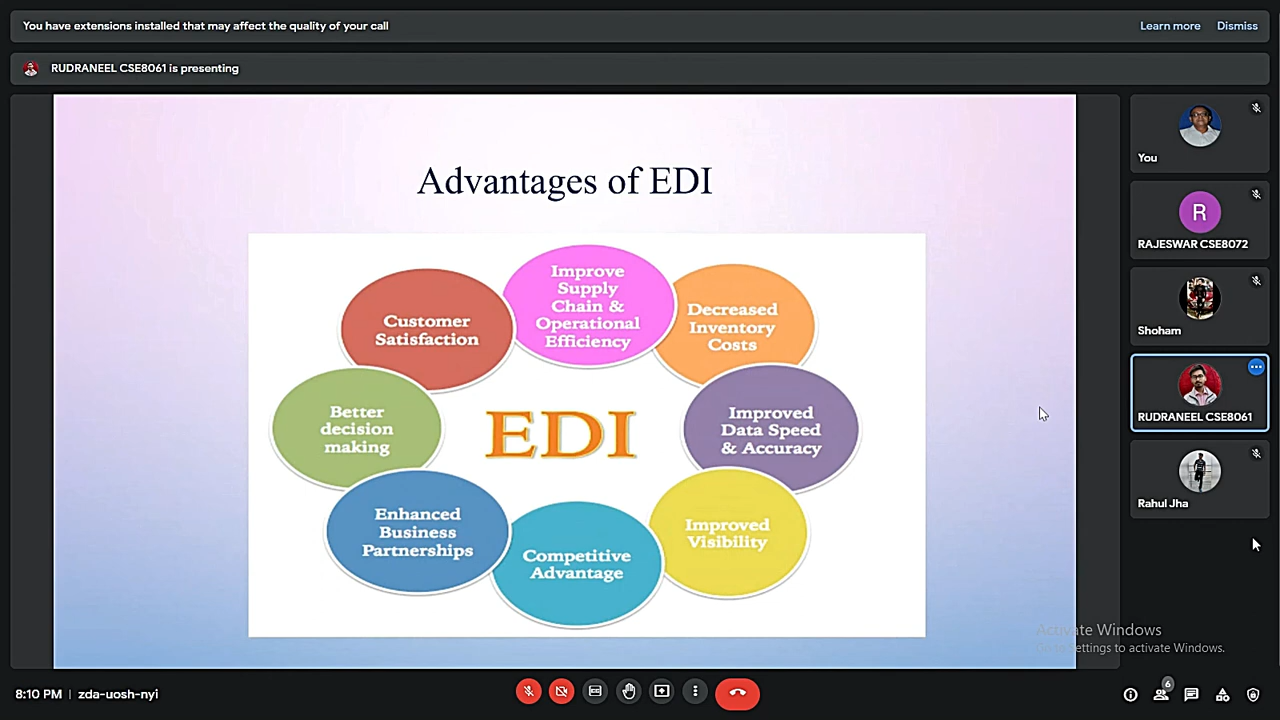 You have extensions installed that may affect the quality of your call
Learn more
Dismiss
RUDRANEEL CSE8061 is presenting
Advantages of EDI
Improve
Supply
Chain &
Operational
Efficiency
Customer
Satisfaction
Decreased
Inventory
Costs
Better
decision
making
EDI
Improved
Data Speed
& Accuracy
Enhanced
Business
Partnerships
Competitive
Advantage
Improved
Visibility
You
R
RAJESWAR CSE8072
Shoham
RUDRANEEL CSE8061
Rahul Jha
Activate Windows
Go to Settings to activate Windows.
8:10 PM | zda-uosh-nyi
6